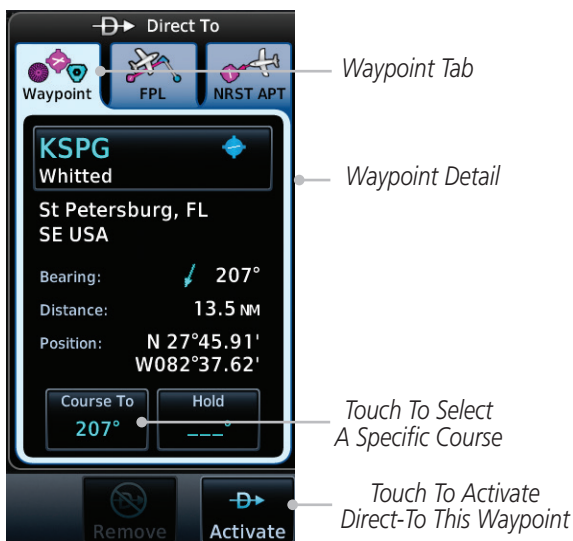 Direct To
Waypoint
FPL
NRST APT
Waypoint Tab
KSPG
Whitted
Waypoint Detail
St Petersburg, FL
SE USA
Bearing: 207°
Distance: 13.5 NM
Position: N 27°45.91'
W082°37.62'
Course To
207°
Hold
___°
Touch To Select
A Specific Course
Remove
Activate
Touch To Activate
Direct-To This Waypoint